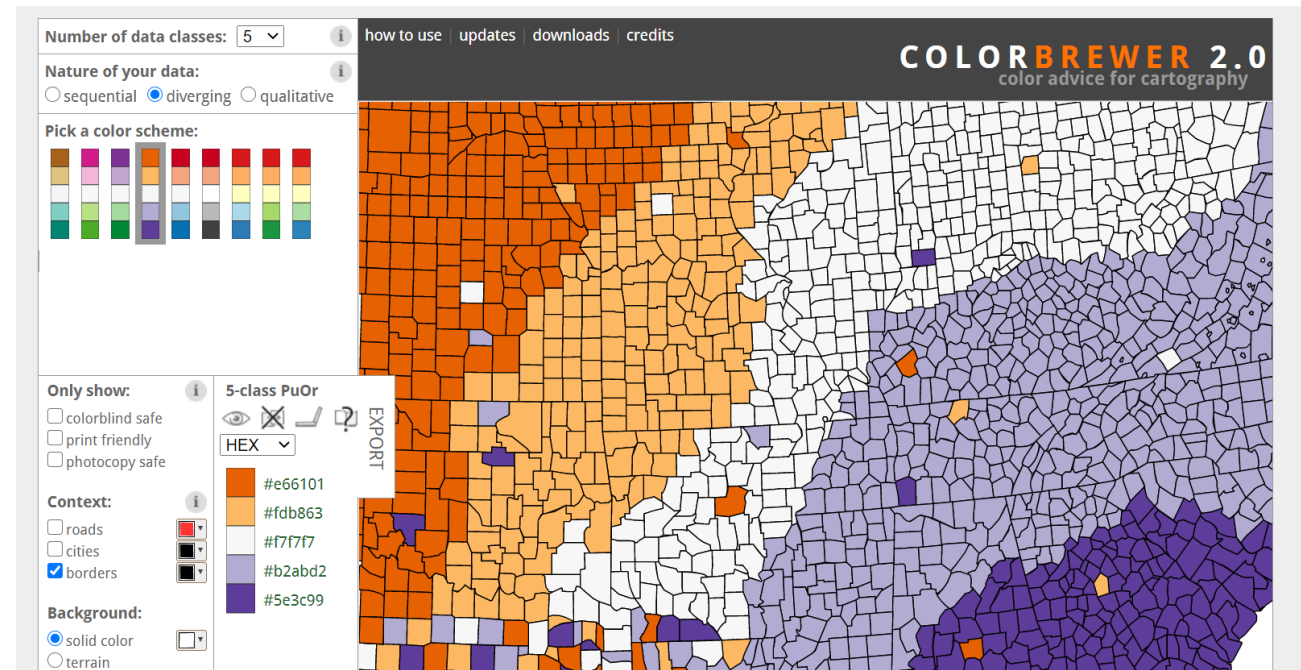 Number of data classes: 5
i
how to use | updates | downloads | credits
COLORBREWER 2.0
color advice for cartography
Nature of your data:
i
sequential diverging qualitative
Pick a color scheme:
Only show:
i
colorblind safe
print friendly
photocopy safe
Context:
i
roads
cities
borders
Background:
solid color
terrain
5-class PuOr
EXPORT
HEX
#e66101
#fdb863
#f7f7f7
#b2abd2
#5e3c99